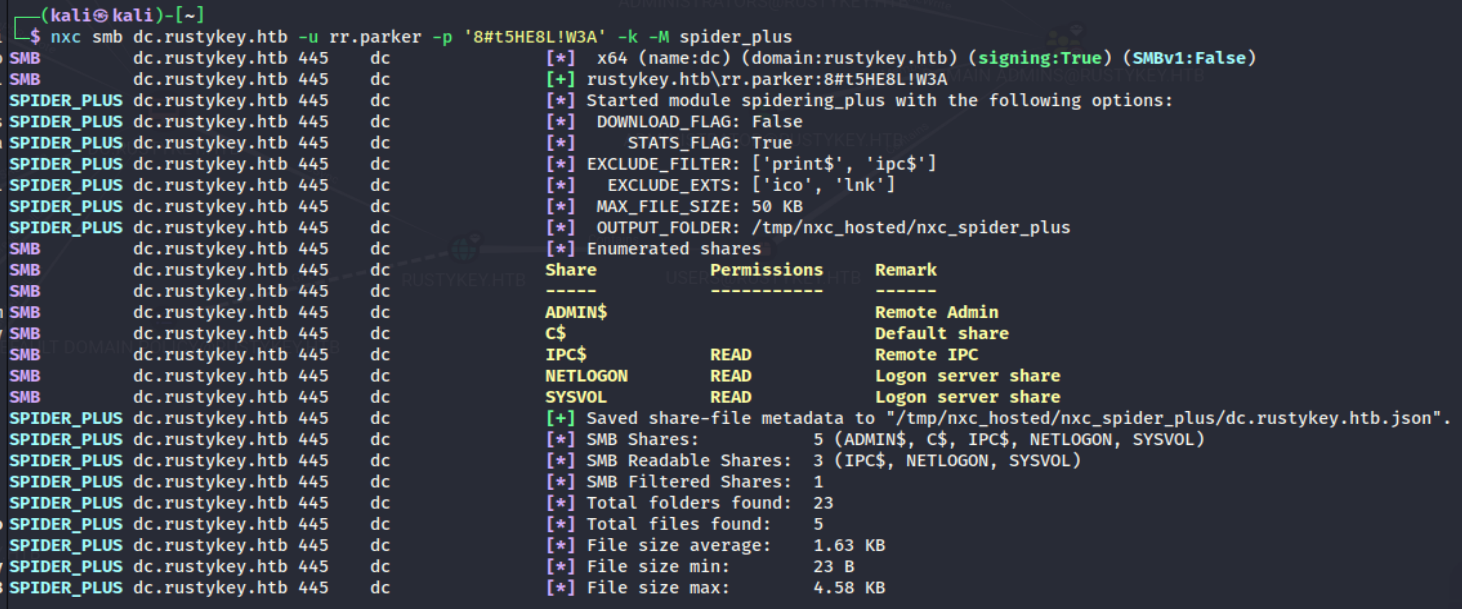 ADMINISTRATORS@RUSTYKEY.HTB
(kali㉿kali)-[~]
$ nxc smb dc.rustykey.htb -u rr.parker -p '8#t5HE8L!W3A' -k -M spider_plus
SMB dc.rustykey.htb 445 dc [*] x64 (name:dc) (domain:rustykey.htb) (signing:True) (SMBv1:False)
SMB dc.rustykey.htb 445 dc [+] rustykey.htb\rr.parker:8#t5HE8L!W3A
SPIDER_PLUS dc.rustykey.htb 445 dc [*] Started module spidering_plus with the following options:
SPIDER_PLUS dc.rustykey.htb 445 dc [*] DOWNLOAD_FLAG: False
SPIDER_PLUS dc.rustykey.htb 445 dc [*] STATS_FLAG: True
SPIDER_PLUS dc.rustykey.htb 445 dc [*] EXCLUDE_FILTER: ['print$', 'ipc$']
SPIDER_PLUS dc.rustykey.htb 445 dc [*] EXCLUDE_EXTS: ['ico', 'lnk']
SPIDER_PLUS dc.rustykey.htb 445 dc [*] MAX_FILE_SIZE: 50 KB
SPIDER_PLUS dc.rustykey.htb 445 dc [*] OUTPUT_FOLDER: /tmp/nxc_hosted/nxc_spider_plus
SMB dc.rustykey.htb 445 dc [*] Enumerated shares
SMB dc.rustykey.htb 445 dc Share Permissions Remark
SMB dc.rustykey.htb 445 dc ----- ----------- ------
SMB dc.rustykey.htb 445 dc ADMIN$ Remote Admin
SMB dc.rustykey.htb 445 dc C$ Default share
SMB dc.rustykey.htb 445 dc IPC$ READ Remote IPC
SMB dc.rustykey.htb 445 dc NETLOGON READ Logon server share
SMB dc.rustykey.htb 445 dc SYSVOL READ Logon server share
SPIDER_PLUS dc.rustykey.htb 445 dc [+] Saved share-file metadata to "/tmp/nxc_hosted/nxc_spider_plus/dc.rustykey.htb.json".
SPIDER_PLUS dc.rustykey.htb 445 dc [*] SMB Shares: 5 (ADMIN$, C$, IPC$, NETLOGON, SYSVOL)
SPIDER_PLUS dc.rustykey.htb 445 dc [*] SMB Readable Shares: 3 (IPC$, NETLOGON, SYSVOL)
SPIDER_PLUS dc.rustykey.htb 445 dc [*] SMB Filtered Shares: 1
SPIDER_PLUS dc.rustykey.htb 445 dc [*] Total folders found: 23
SPIDER_PLUS dc.rustykey.htb 445 dc [*] Total files found: 5
SPIDER_PLUS dc.rustykey.htb 445 dc [*] File size average: 1.63 KB
SPIDER_PLUS dc.rustykey.htb 445 dc [*] File size min: 23 B
SPIDER_PLUS dc.rustykey.htb 445 dc [*] File size max: 4.58 KB
RUSTYKEY.HTB